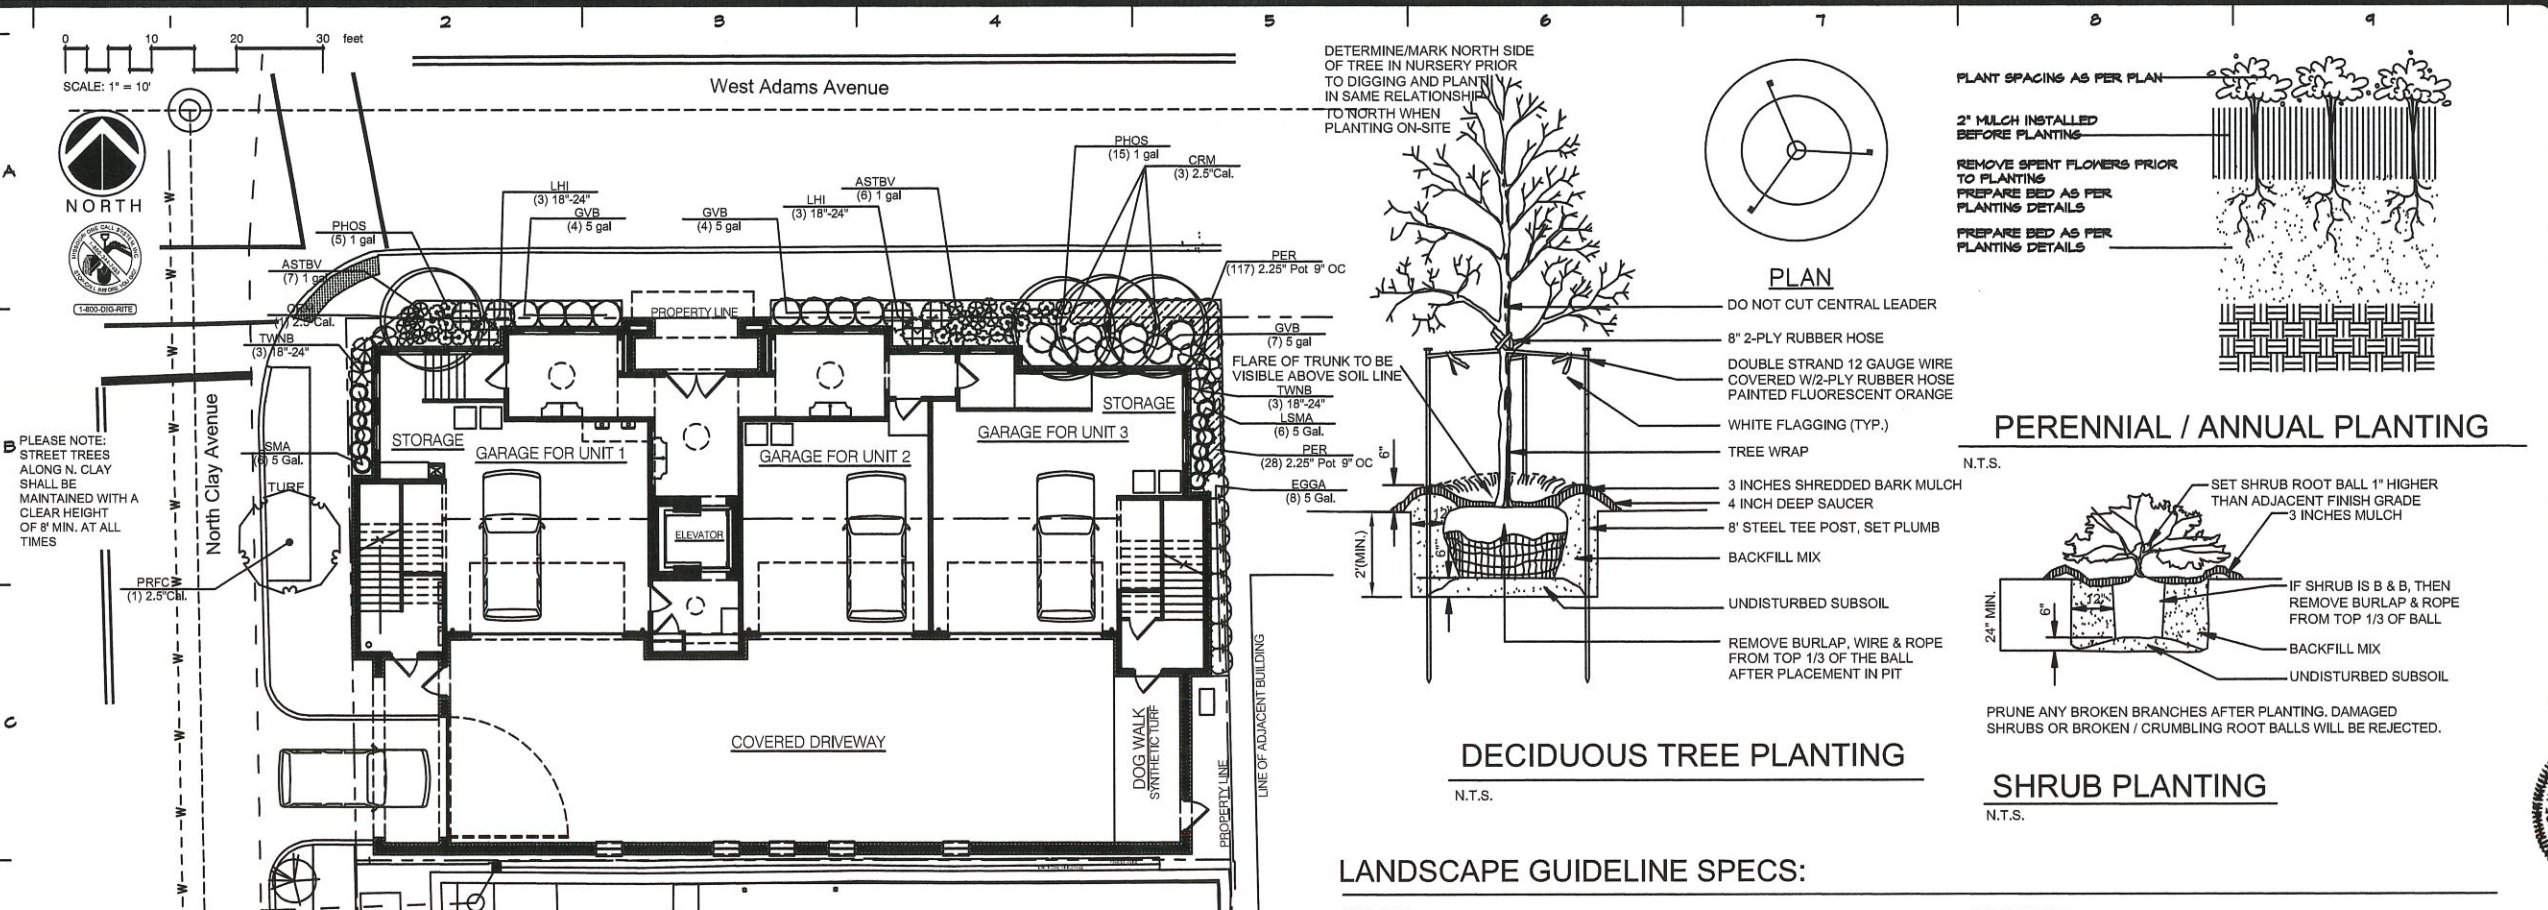 2 3 4 5 6 7 8 9
A
B
C
0 10 20 30 feet
SCALE: 1" = 10'
NORTH
1-800-DIG-RITE
West Adams Avenue
North Clay Avenue
PHOS
(5) 1 gal
ASTBV
(7) 1 gal
(1) 2.5"Cal.
TWNB
(3) 18"-24"
LHI
(3) 18"-24"
GVB
(4) 5 gal
GVB
(4) 5 gal
LHI
(3) 18"-24"
ASTBV
(6) 1 gal
PHOS
(15) 1 gal
CRM
(3) 2.5"Cal.
PER
(117) 2.25" Pot 9" OC
GVB
(7) 5 gal
TWNB
(3) 18"-24"
LSMA
(6) 5 Gal.
PER
(28) 2.25" Pot 9" OC
EGGA
(8) 5 Gal.
SMA
(6) 5 Gal.
TURF
PRFC
(1) 2.5"Cal.
PLEASE NOTE:
STREET TREES
ALONG N. CLAY
SHALL BE
MAINTAINED WITH A
CLEAR HEIGHT
OF 8' MIN. AT ALL
TIMES
PROPERTY LINE
STORAGE
GARAGE FOR UNIT 1
GARAGE FOR UNIT 2
GARAGE FOR UNIT 3
STORAGE
ELEVATOR
COVERED DRIVEWAY
DOG WALK
SYNTHETIC TURF
PROPERTY LINE
LINE OF ADJACENT BUILDING
DETERMINE/MARK NORTH SIDE
OF TREE IN NURSERY PRIOR
TO DIGGING AND PLANT
IN SAME RELATIONSHIP
TO NORTH WHEN
PLANTING ON-SITE
FLARE OF TRUNK TO BE
VISIBLE ABOVE SOIL LINE
PLAN
DO NOT CUT CENTRAL LEADER
8" 2-PLY RUBBER HOSE
DOUBLE STRAND 12 GAUGE WIRE
COVERED W/2-PLY RUBBER HOSE
PAINTED FLUORESCENT ORANGE
WHITE FLAGGING (TYP.)
TREE WRAP
3 INCHES SHREDDED BARK MULCH
4 INCH DEEP SAUCER
8' STEEL TEE POST, SET PLUMB
BACKFILL MIX
UNDISTURBED SUBSOIL
REMOVE BURLAP, WIRE & ROPE
FROM TOP 1/3 OF THE BALL
AFTER PLACEMENT IN PIT
6"
2'(MIN.)
12"
6"
DECIDUOUS TREE PLANTING
N.T.S.
PLANT SPACING AS PER PLAN
2" MULCH INSTALLED
BEFORE PLANTING
REMOVE SPENT FLOWERS PRIOR
TO PLANTING
PREPARE BED AS PER
PLANTING DETAILS
PREPARE BED AS PER
PLANTING DETAILS
PERENNIAL / ANNUAL PLANTING
N.T.S.
SET SHRUB ROOT BALL 1" HIGHER
THAN ADJACENT FINISH GRADE
3 INCHES MULCH
IF SHRUB IS B & B, THEN
REMOVE BURLAP & ROPE
FROM TOP 1/3 OF BALL
BACKFILL MIX
UNDISTURBED SUBSOIL
24" MIN.
6"
12"
PRUNE ANY BROKEN BRANCHES AFTER PLANTING. DAMAGED
SHRUBS OR BROKEN / CRUMBLING ROOT BALLS WILL BE REJECTED.
SHRUB PLANTING
N.T.S.
LANDSCAPE GUIDELINE SPECS: